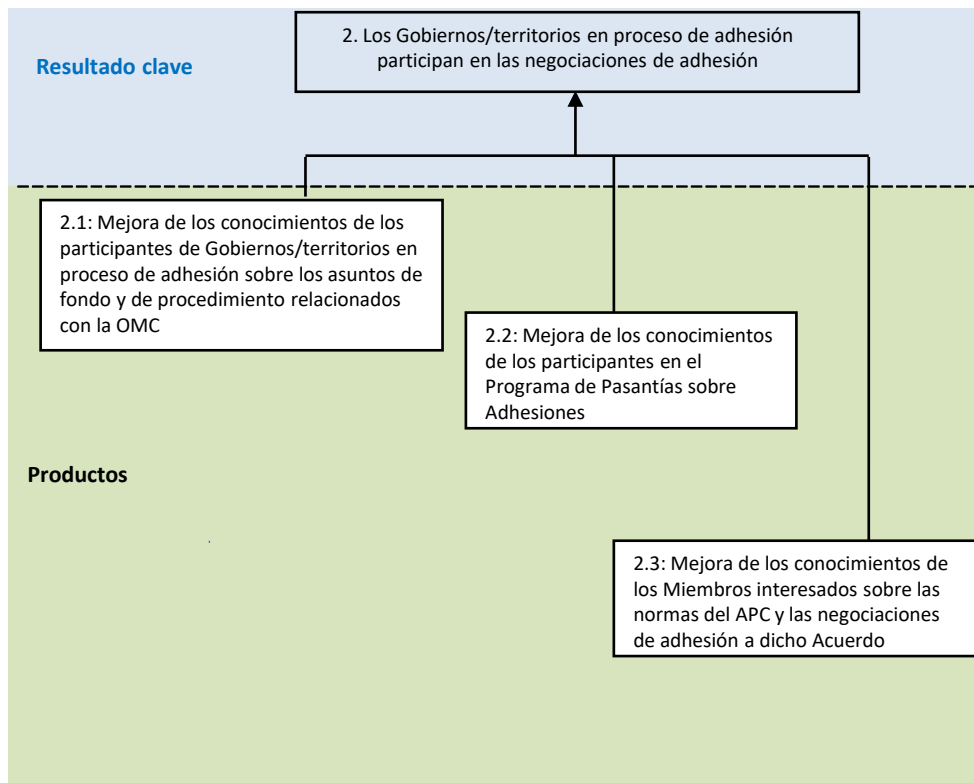 2. Los Gobiernos/territorios en proceso de adhesión
participan en las negociaciones de adhesión
Resultado clave
2.1: Mejora de los conocimientos de los
participantes de Gobiernos/territorios en
proceso de adhesión sobre los asuntos de
fondo y de procedimiento relacionados
con la OMC
2.2: Mejora de los conocimientos
de los participantes en el
Programa de Pasantías sobre
Adhesiones
Productos
2.3: Mejora de los conocimientos de
los Miembros interesados sobre las
normas del APC y las negociaciones
de adhesión a dicho Acuerdo